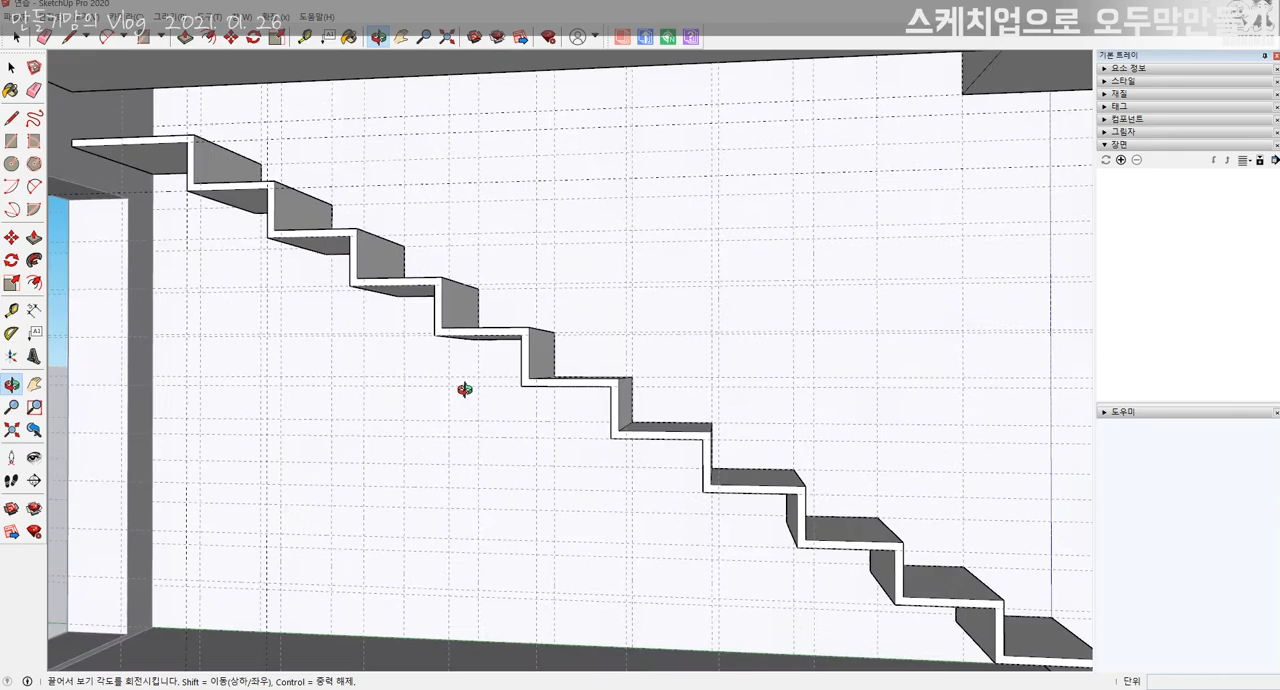 연습 - SketchUp Pro 2020
만들기맘의 Vlog 2021. 01. 26
스케치업으로 오두막만들기
도움말(H)
기본 트레이
요소 정보
스타일
재질
태그
컴포넌트
그림자
장면
도우미
끌어서 보기 각도를 회전시킵니다. Shift = 이동(상하/좌우), Control = 중력 해제.
단위